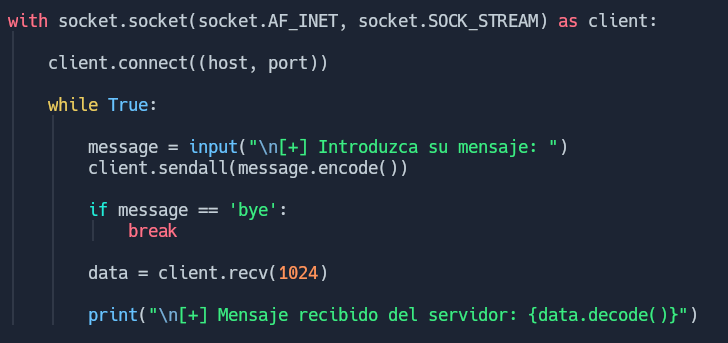 with socket.socket(socket.AF_INET, socket.SOCK_STREAM) as client:
client.connect((host, port))
while True:
message = input("\n[+] Introduzca su mensaje: ")
client.sendall(message.encode())
if message == 'bye':
break
data = client.recv(1024)
print("\n[+] Mensaje recibido del servidor: {data.decode()}")